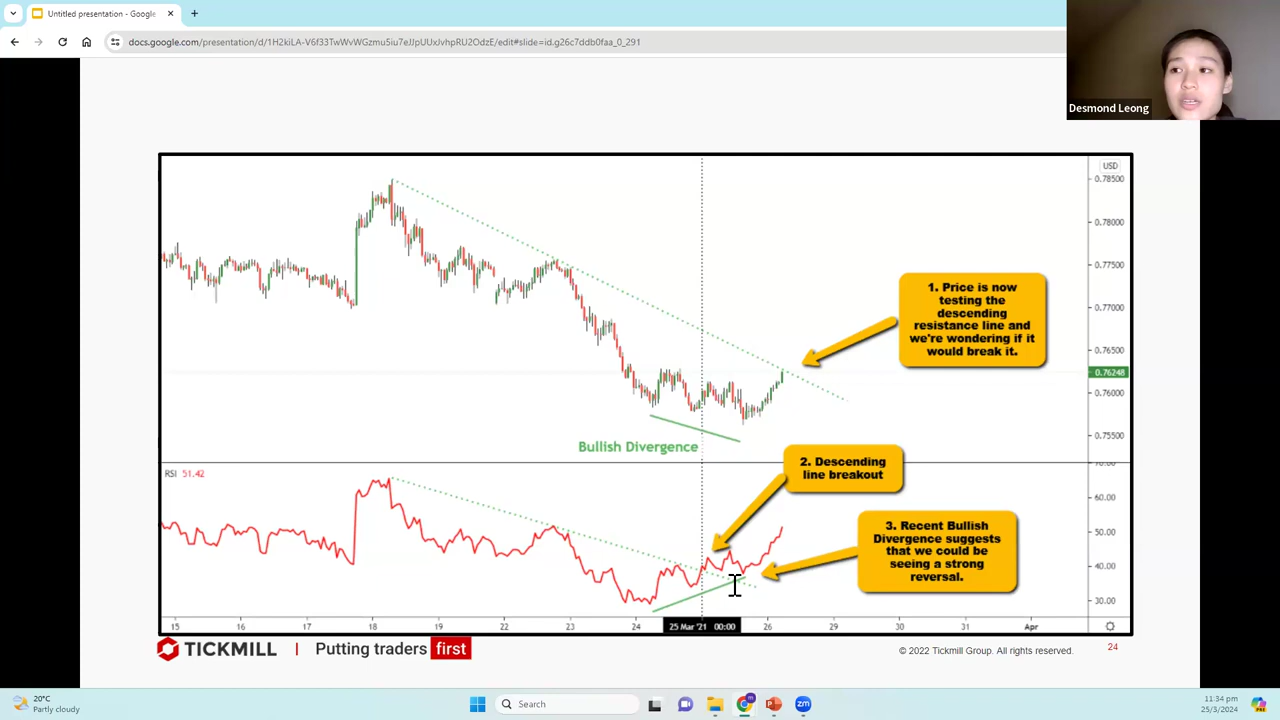 Untitled presentation - Google
docs.google.com/presentation/d/1H2kiLA-V6f33TwWvWGzmu5iu7eJJpUUxJvhpRU2OdzE/edit#slide=id.g26c7ddb0faa_0_291
Desmond Leong
USD
0.78500
0.78000
0.77500
0.77000
0.76500
0.76248
0.76000
0.75500
1. Price is now
testing the
descending
resistance line and
we're wondering if it
would break it.
Bullish Divergence
2. Descending
line breakout
RSI 51.42
70.00
60.00
50.00
40.00
30.00
3. Recent Bullish
Divergence suggests
that we could be
seeing a strong
reversal.
15 16 17 18 19 22 23 24 25 Mar '21 00:00 26 29 30 31 Apr
TICKMILL | Putting traders first
© 2022 Tickmill Group. All rights reserved.
24
20°C
Partly cloudy
Search
11:34 pm
25/3/2024